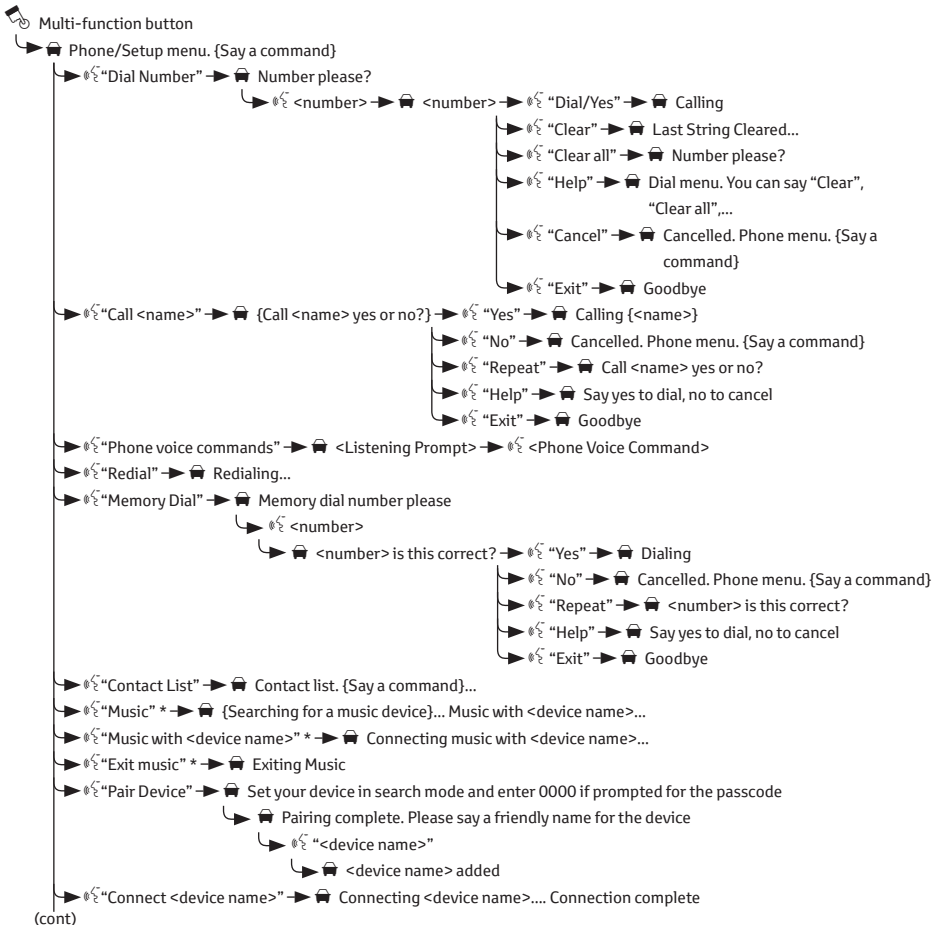 Multi-function button
Phone/Setup menu. {Say a command}
“Dial Number” Number please?
<number> <number> “Dial/Yes” Calling
“Clear” Last String Cleared...
“Clear all” Number please?
“Help” Dial menu. You can say “Clear”,
“Clear all”,...
“Cancel” Cancelled. Phone menu. {Say a
command}
“Exit” Goodbye
“Call <name>” {Call <name> yes or no?} “Yes” Calling {<name>}
“No” Cancelled. Phone menu. {Say a command}
“Repeat” Call <name> yes or no?
“Help” Say yes to dial, no to cancel
“Exit” Goodbye
“Phone voice commands” <Listening Prompt> <Phone Voice Command>
“Redial” Redialing...
“Memory Dial” Memory dial number please
<number>
<number> is this correct? “Yes” Dialing
“No” Cancelled. Phone menu. {Say a command}
“Repeat” <number> is this correct?
“Help” Say yes to dial, no to cancel
“Exit” Goodbye
“Contact List” Contact list. {Say a command}...
“Music” * {Searching for a music device}... Music with <device name>...
“Music with <device name>” * Connecting music with <device name>...
“Exit music” * Exiting Music
“Pair Device” Set your device in search mode and enter 0000 if prompted for the passcode
Pairing complete. Please say a friendly name for the device
“<device name>”
<device name> added
“Connect <device name>” Connecting <device name>.... Connection complete
(cont)